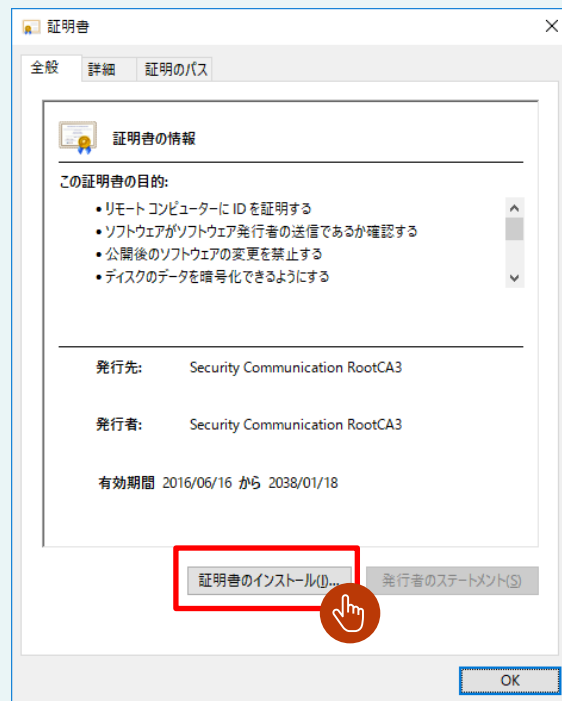 証明書
全般 詳細 証明のパス
証明書の情報
この証明書の目的:
• リモート コンピューターに ID を証明する
• ソフトウェアがソフトウェア発行者の送信であるか確認する
• 公開後のソフトウェアの変更を禁止する
• ディスクのデータを暗号化できるようにする
発行先: Security Communication RootCA3
発行者: Security Communication RootCA3
有効期間 2016/06/16 から 2038/01/18
証明書のインストール(I)... 発行者のステートメント(S)
OK